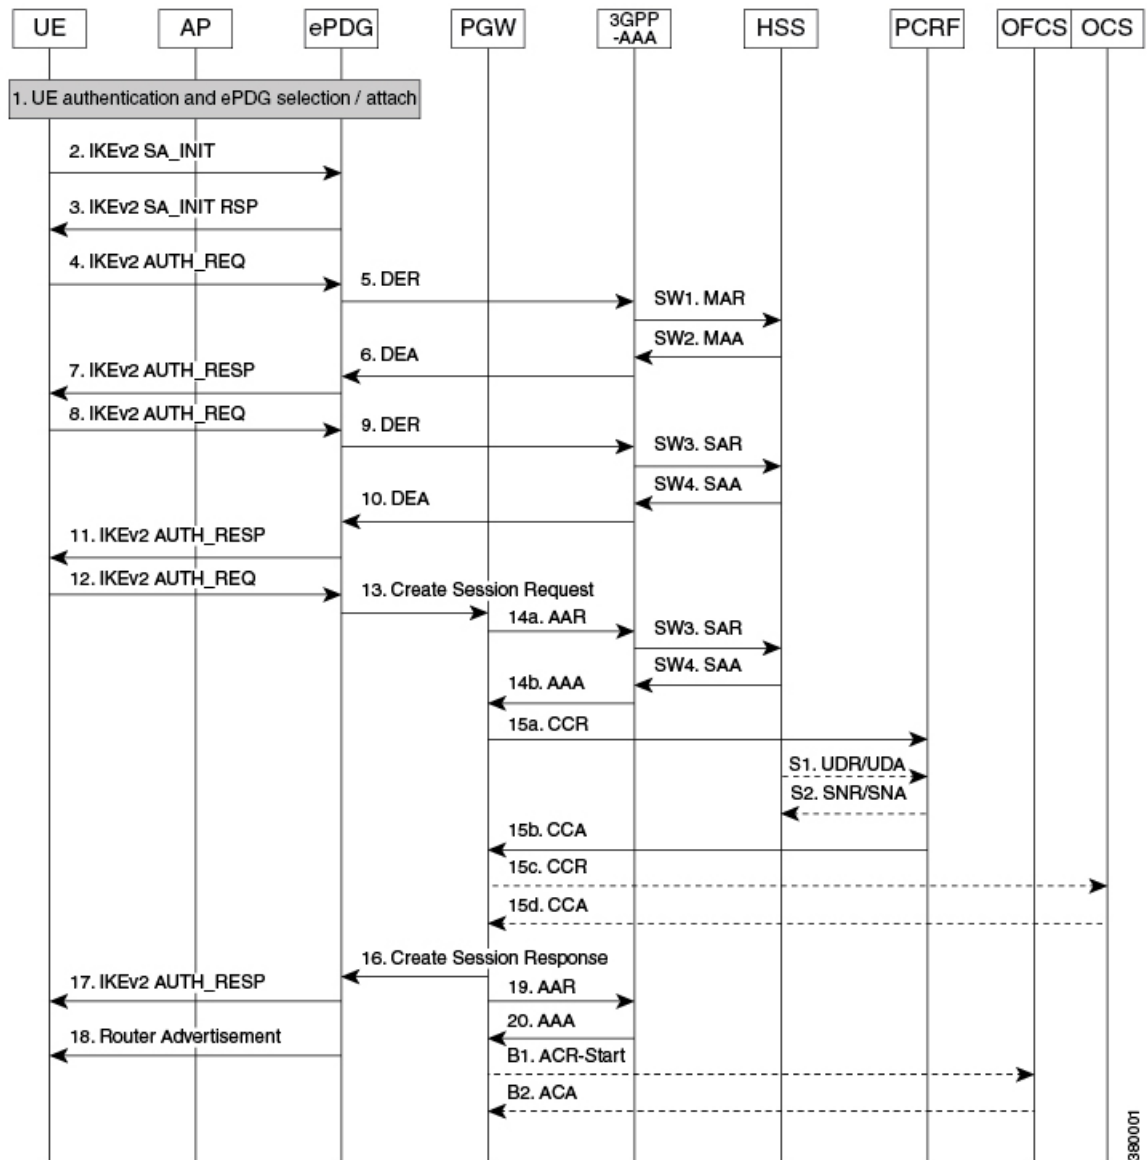 UE
AP
ePDG
PGW
3GPP
-AAA
HSS
PCRF
OFCS
OCS
1. UE authentication and ePDG selection / attach
2. IKEv2 SA_INIT
3. IKEv2 SA_INIT RSP
4. IKEv2 AUTH_REQ
5. DER
SW1. MAR
SW2. MAA
6. DEA
7. IKEv2 AUTH_RESP
8. IKEv2 AUTH_REQ
9. DER
SW3. SAR
SW4. SAA
10. DEA
11. IKEv2 AUTH_RESP
12. IKEv2 AUTH_REQ
13. Create Session Request
14a. AAR
SW3. SAR
SW4. SAA
14b. AAA
15a. CCR
S1. UDR/UDA
S2. SNR/SNA
15b. CCA
15c. CCR
15d. CCA
16. Create Session Response
17. IKEv2 AUTH_RESP
19. AAR
20. AAA
18. Router Advertisement
B1. ACR-Start
B2. ACA
380001